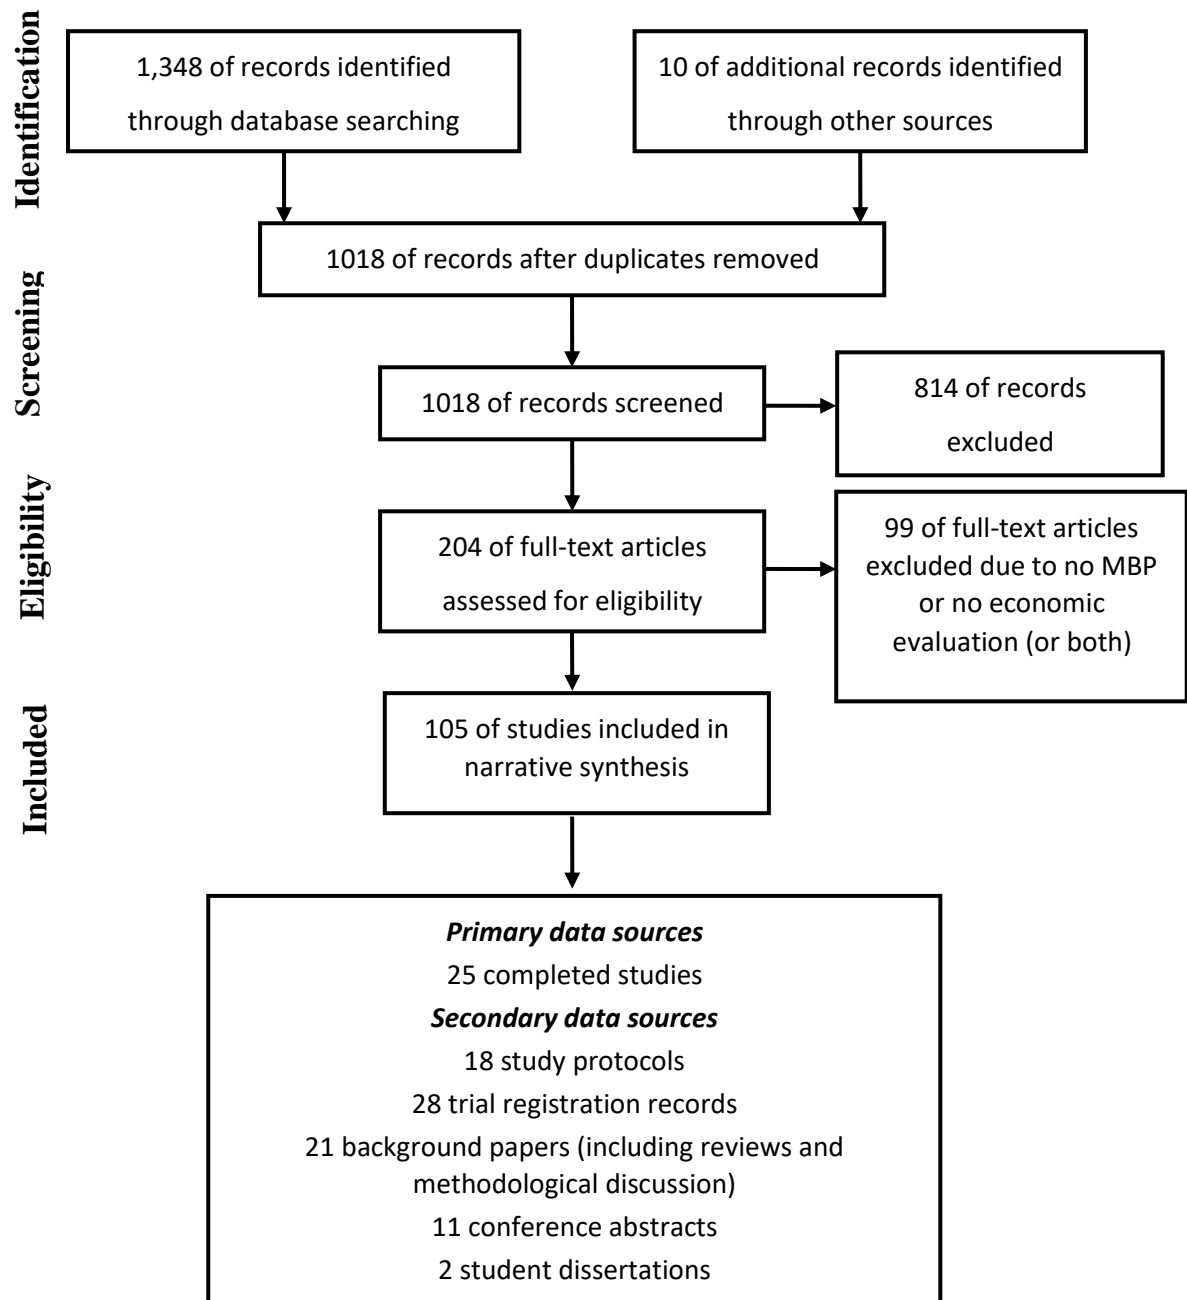 Identification
1,348 of records identified
through database searching
10 of additional records identified
through other sources
1018 of records after duplicates removed
Screening
1018 of records screened
814 of records
excluded
Eligibility
204 of full-text articles
assessed for eligibility
99 of full-text articles
excluded due to no MBP
or no economic
evaluation (or both)
Included
105 of studies included in
narrative synthesis
Primary data sources
25 completed studies
Secondary data sources
18 study protocols
28 trial registration records
21 background papers (including reviews and
methodological discussion)
11 conference abstracts
2 student dissertations